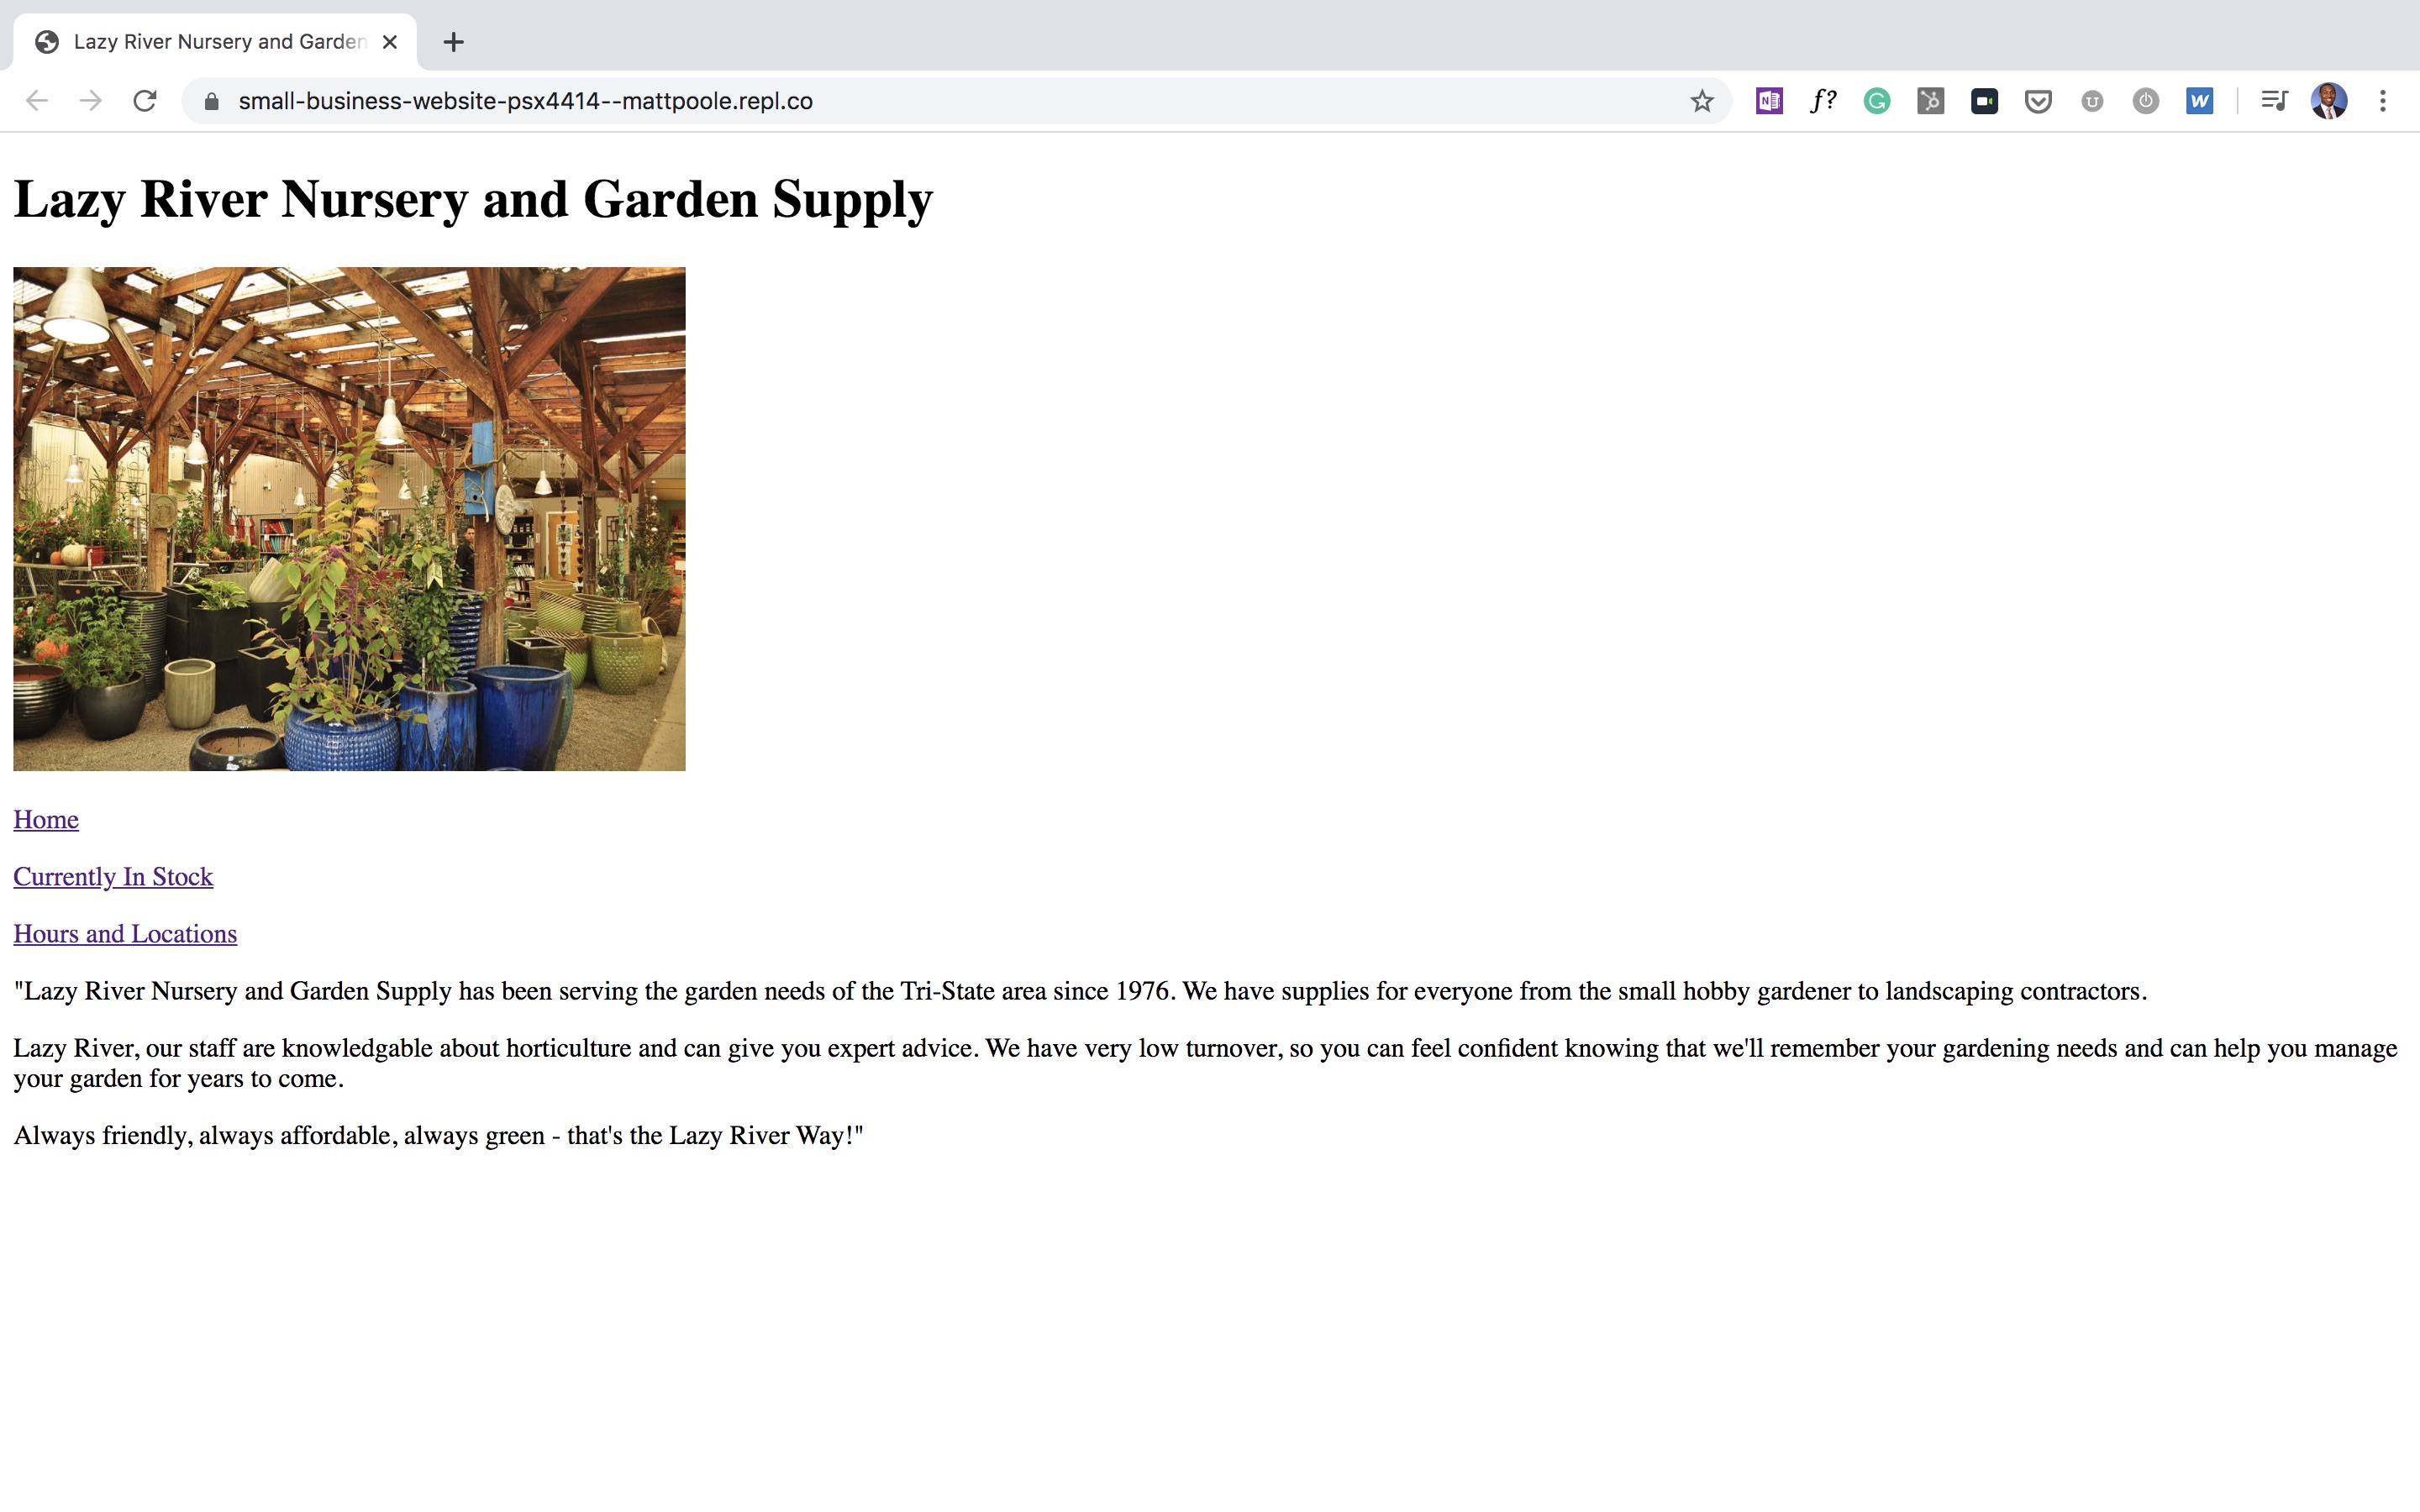 Lazy River Nursery and Garden
small-business-website-psx4414--mattpoole.repl.co
N
f?
G
U
W
Lazy River Nursery and Garden Supply
Home
Currently In Stock
Hours and Locations
"Lazy River Nursery and Garden Supply has been serving the garden needs of the Tri-State area since 1976. We have supplies for everyone from the small hobby gardener to landscaping contractors.
Lazy River, our staff are knowledgable about horticulture and can give you expert advice. We have very low turnover, so you can feel confident knowing that we'll remember your gardening needs and can help you manage
your garden for years to come.
Always friendly, always affordable, always green - that's the Lazy River Way!"